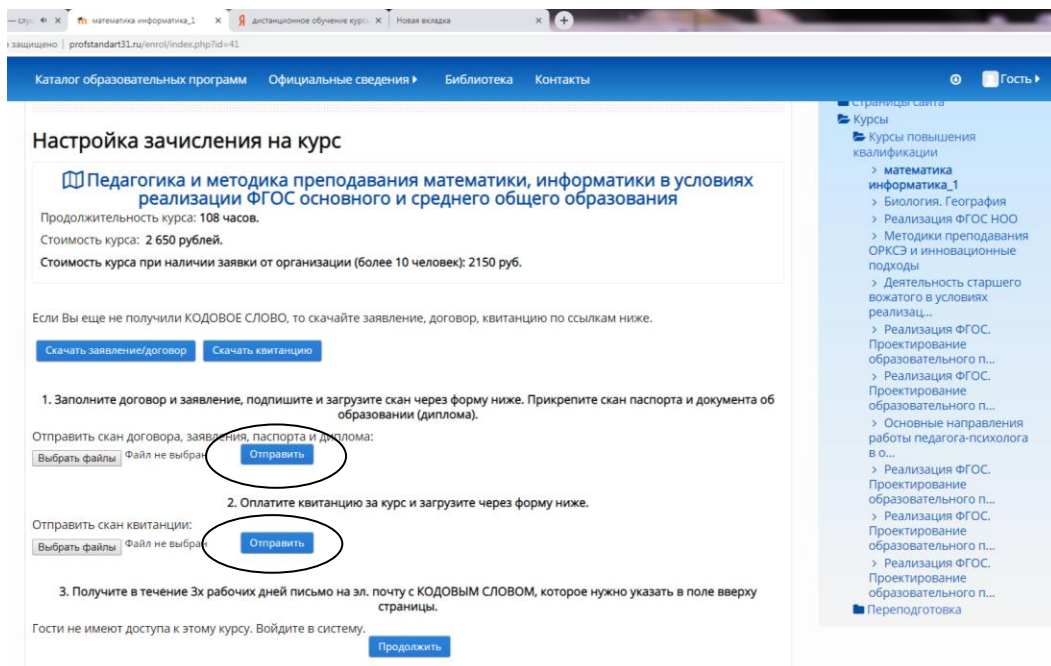 математика информатика_1
дистанционное обучение курс
Новая вкладка
защищено | profstandart31.ru/enrol/index.php?id=41
Каталог образовательных программ Официальные сведения Библиотека Контакты Гость
Страницы сайта
Настройка зачисления на курс
Педагогика и методика преподавания математики, информатики в условиях
реализации ФГОС основного и среднего общего образования
Продолжительность курса: 108 часов.
Стоимость курса: 2 650 рублей.
Стоимость курса при наличии заявки от организации (более 10 человек): 2150 руб.
Если Вы еще не получили КОДОВОЕ СЛОВО, то скачайте заявление, договор, квитанцию по ссылкам ниже.
Скачать заявление/договор Скачать квитанцию
1. Заполните договор и заявление, подпишите и загрузите скан через форму ниже. Прикрепите скан паспорта и документа об
образовании (диплома).
Отправить скан договора, заявления, паспорта и диплома:
Выбрать файлы Файл не выбран Отправить
2. Оплатите квитанцию за курс и загрузите через форму ниже.
Отправить скан квитанции:
Выбрать файлы Файл не выбран Отправить
3. Получите в течение 3х рабочих дней письмо на эл. почту с КОДОВЫМ СЛОВОМ, которое нужно указать в поле вверху
страницы.
Гости не имеют доступа к этому курсу. Войдите в систему.
Продолжить
Курсы
Курсы повышения
квалификации
> математика
информатика_1
> Биология. География
> Реализация ФГОС НОО
> Методики преподавания
ОРКСЭ и инновационные
подходы
> Деятельность старшего
вожатого в условиях
реализац...
> Реализация ФГОС.
Проектирование
образовательного п...
> Реализация ФГОС.
Проектирование
образовательного п...
> Основные направления
работы педагога-психолога
в о...
> Реализация ФГОС.
Проектирование
образовательного п...
> Реализация ФГОС.
Проектирование
образовательного п...
> Реализация ФГОС.
Проектирование
образовательного п...
Переподготовка